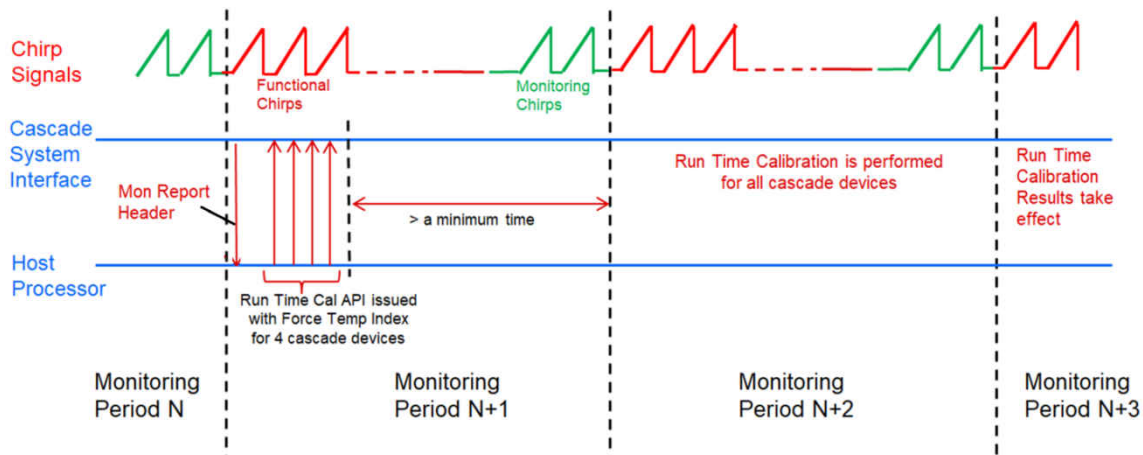 Chirp
Signals
Functional
Chirps
Monitoring
Chirps
Cascade
System
Interface
Mon Report
Header
> a minimum time
Run Time Calibration is performed
for all cascade devices
Run Time
Calibration
Results take
effect
Host
Processor
Run Time Cal API issued
with Force Temp Index
for 4 cascade devices
Monitoring
Period N
Monitoring
Period N+1
Monitoring
Period N+2
Monitoring
Period N+3